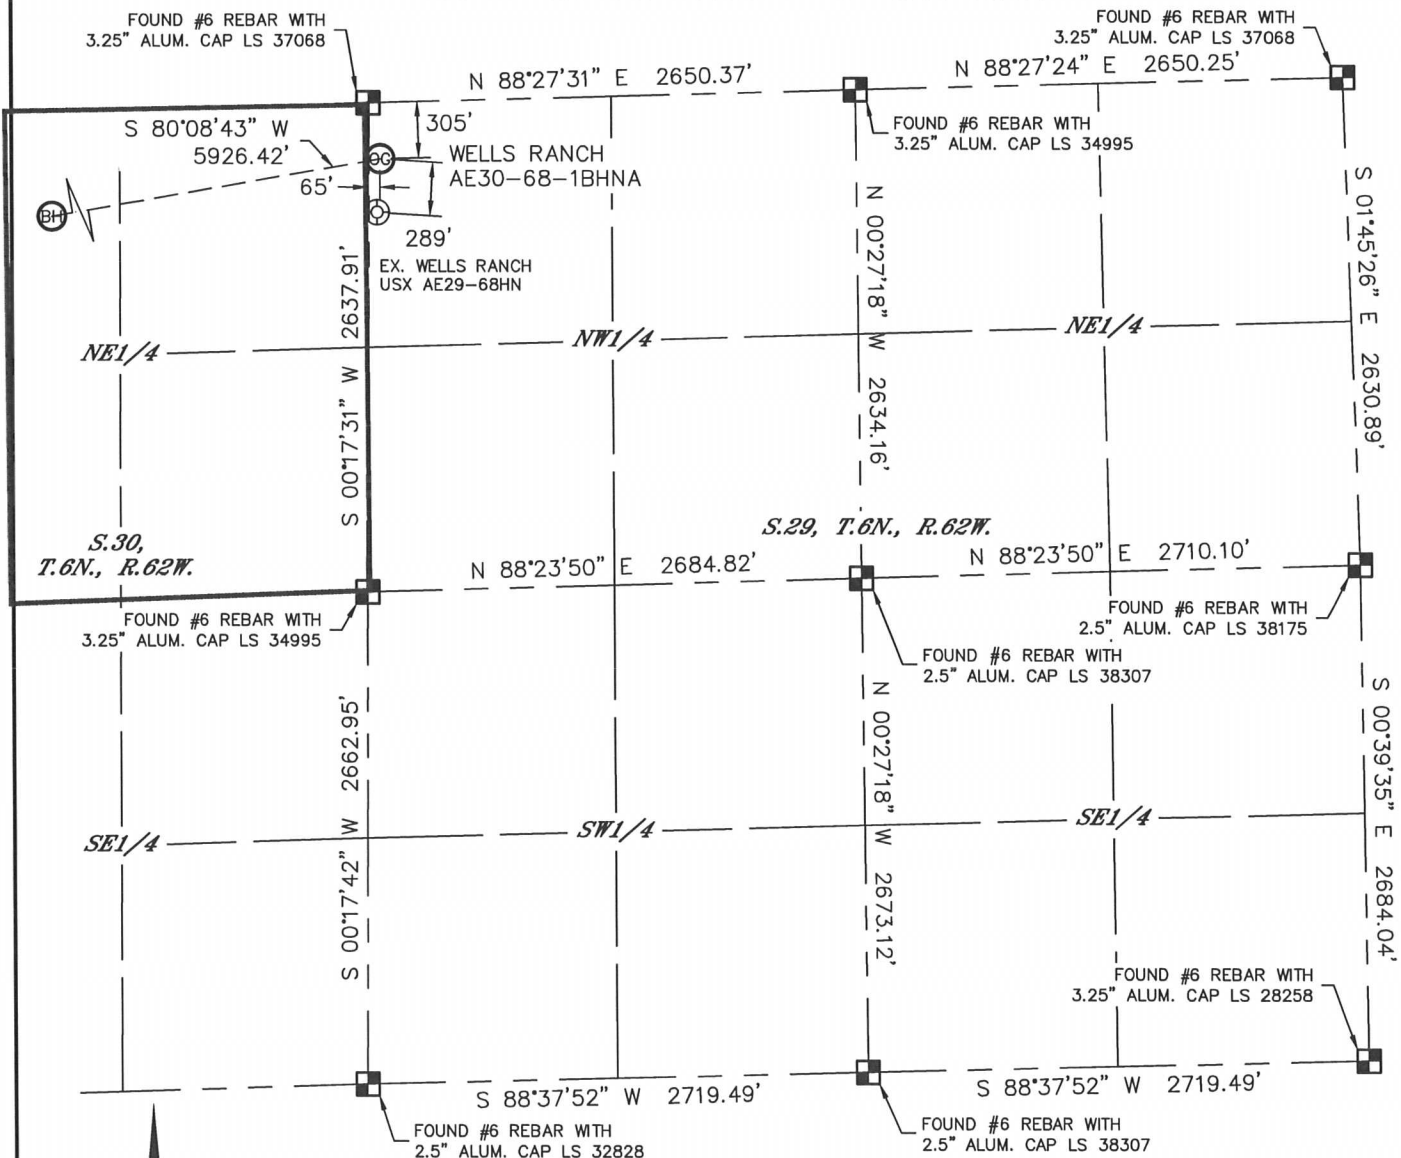 FOUND #6 REBAR WITH
3.25" ALUM. CAP LS 37068
FOUND #6 REBAR WITH
3.25" ALUM. CAP LS 37068
N 88°27'31" E 2650.37'
N 88°27'24" E 2650.25'
S 80°08'43" W
5926.42'
305'
FOUND #6 REBAR WITH
3.25" ALUM. CAP LS 34995
OG
WELLS RANCH
AE30-68-1BHNA
65'
BH
289'
EX. WELLS RANCH
USX AE29-68HN
S 00°17'31" W 2637.91'
N 00°27'18" W 2634.16'
S 01°45'26" E 2630.89'
NE1/4
NW1/4
NE1/4
S.30,
T.6N., R.62W.
S.29, T.6N., R.62W.
N 88°23'50" E 2684.82'
N 88°23'50" E 2710.10'
FOUND #6 REBAR WITH
3.25" ALUM. CAP LS 34995
FOUND #6 REBAR WITH
2.5" ALUM. CAP LS 38175
FOUND #6 REBAR WITH
2.5" ALUM. CAP LS 38307
S 00°17'42" W 2662.95'
N 00°27'18" W 2673.12'
S 00°39'35" E 2684.04'
SE1/4
SW1/4
SE1/4
FOUND #6 REBAR WITH
3.25" ALUM. CAP LS 28258
S 88°37'52" W 2719.49'
S 88°37'52" W 2719.49'
FOUND #6 REBAR WITH
2.5" ALUM. CAP LS 32828
FOUND #6 REBAR WITH
2.5" ALUM. CAP LS 38307